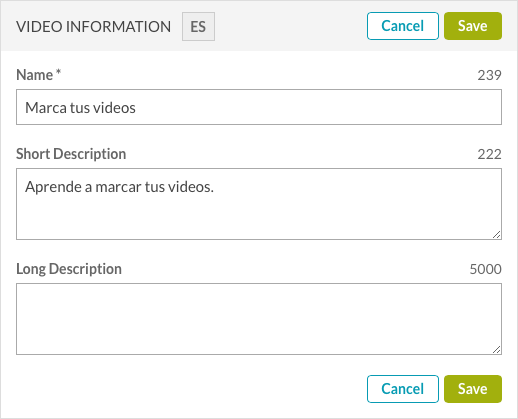 VIDEO INFORMATION ES Cancel Save
Name * 239
Marca tus videos
Short Description 222
Aprende a marcar tus videos.
Long Description 5000
Cancel Save